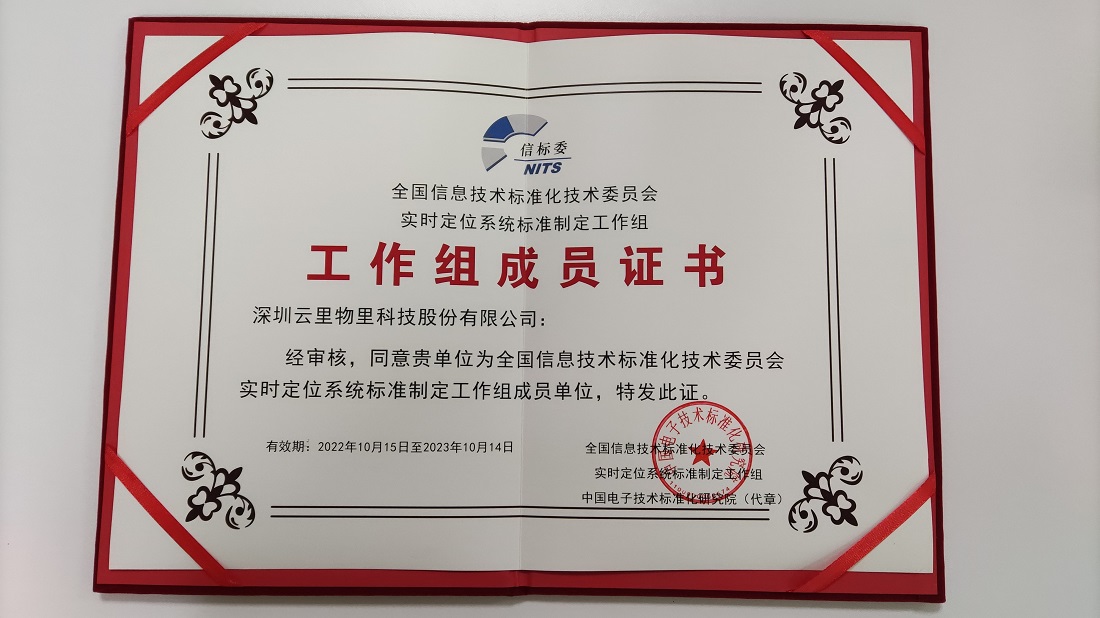 信标委
NITS
全国信息技术标准化技术委员会
实时定位系统标准制定工作组
工作组成员证书
深圳云里物里科技股份有限公司：
经审核，同意贵单位为全国信息技术标准化技术委员会
实时定位系统标准制定工作组成员单位，特发此证。
有效期：2022年10月15日至2023年10月14日
全国信息技术标准化技术委员会
实时定位系统标准制定工作组
中国电子技术标准化研究院（代章）